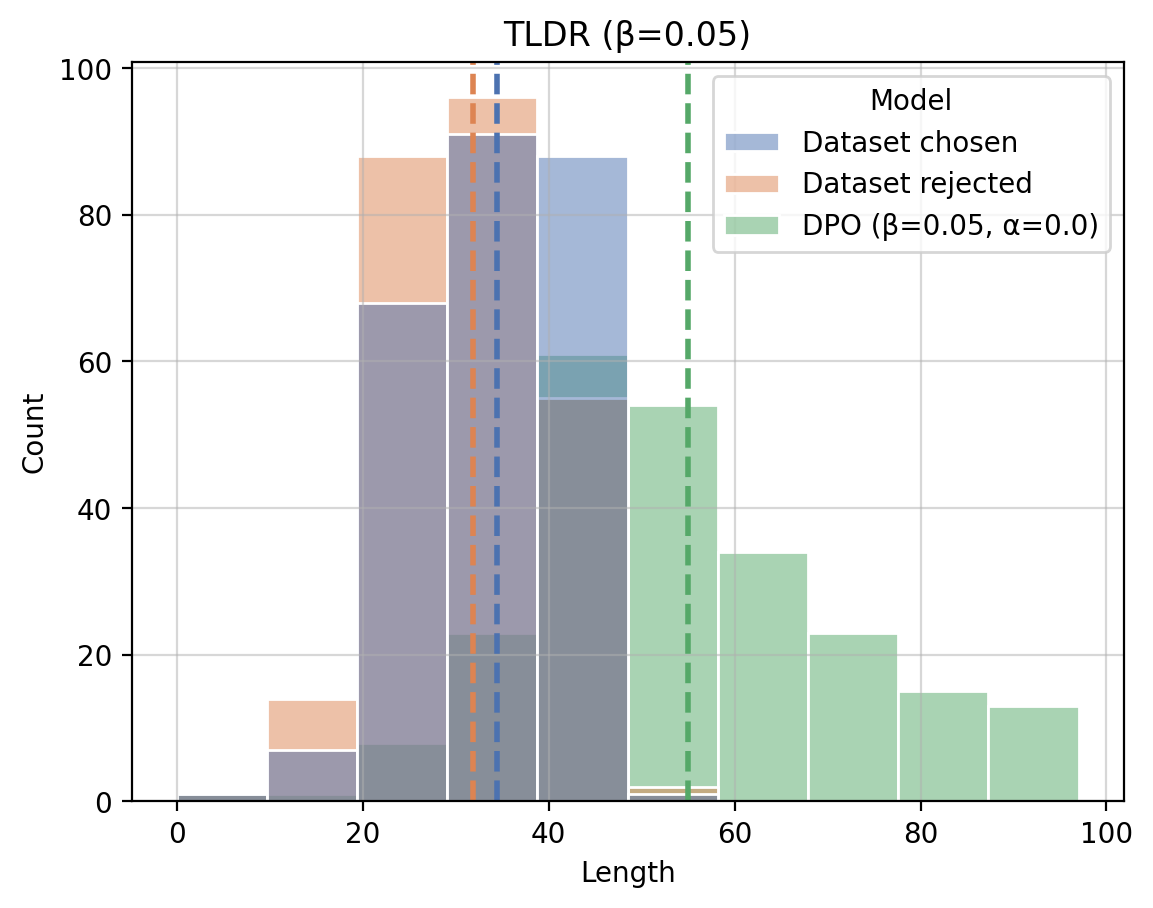 TLDR (β=0.05)
Model
Dataset chosen
Dataset rejected
DPO (β=0.05, α=0.0)
Count
100
80
60
40
20
0
0 20 40 60 80 100
Length